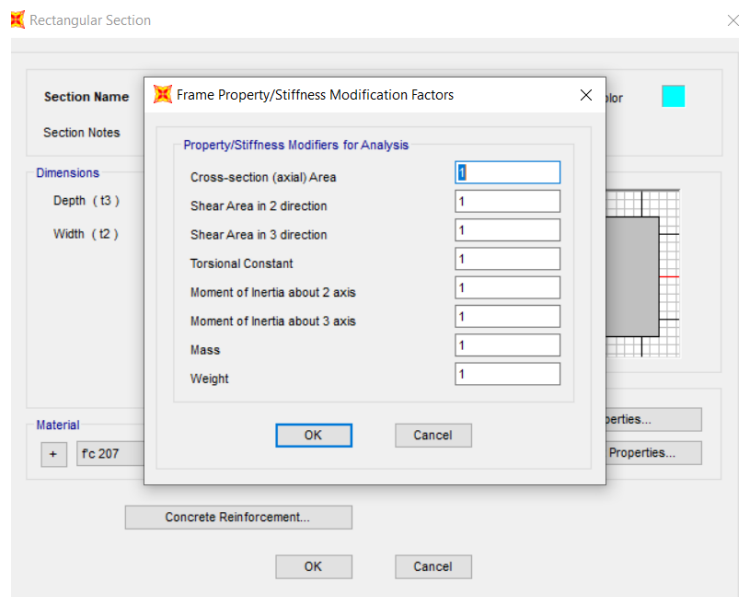 Rectangular Section
Section Name
Section Notes
Dimensions
Depth ( t3 )
Width ( t2 )
Material
+
f'c 207
Concrete Reinforcement...
OK
Cancel
Properties...
Frame Property/Stiffness Modification Factors
Property/Stiffness Modifiers for Analysis
Cross-section (axial) Area 1
Shear Area in 2 direction 1
Shear Area in 3 direction 1
Torsional Constant 1
Moment of Inertia about 2 axis 1
Moment of Inertia about 3 axis 1
Mass 1
Weight 1
OK
Cancel